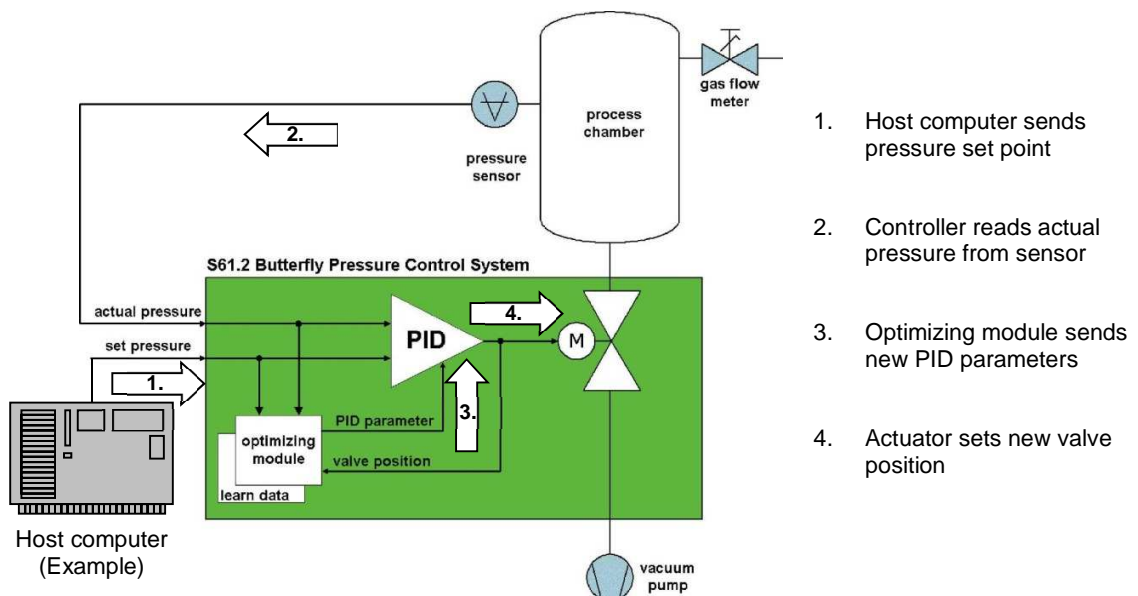 gas flow
meter
process
chamber
2.
pressure
sensor
1. Host computer sends
pressure set point
2. Controller reads actual
pressure from sensor
3. Optimizing module sends
new PID parameters
4. Actuator sets new valve
position
S61.2 Butterfly Pressure Control System
actual pressure
4.
PID
M
set pressure
1.
3.
PID parameter
optimizing
module
valve position
learn data
Host computer
(Example)
vacuum
pump